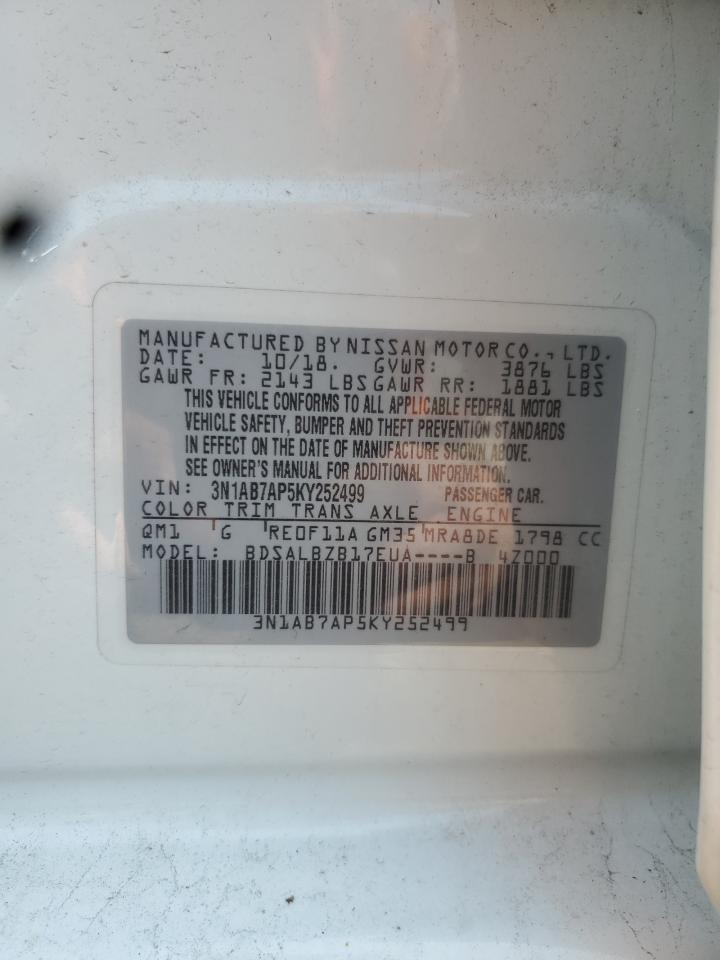 MANUFACTURED BY NISSAN MOTOR CO., LTD.
DATE: 10/18. GVWR: 3876 LBS
GAWR FR: 2143 LBS GAWR RR: 1881 LBS
THIS VEHICLE CONFORMS TO ALL APPLICABLE FEDERAL MOTOR
VEHICLE SAFETY, BUMPER AND THEFT PREVENTION STANDARDS
IN EFFECT ON THE DATE OF MANUFACTURE SHOWN ABOVE.
SEE OWNER'S MANUAL FOR ADDITIONAL INFORMATION.
VIN: 3N1AB7AP5KY252499 PASSENGER CAR.
COLOR TRIM TRANS AXLE ENGINE
QM1 G RE0F11A GM35 MRA8DE 1798 CC
MODEL: BDSALBZB17EUA----B 4Z000
3N1AB7AP5KY252499